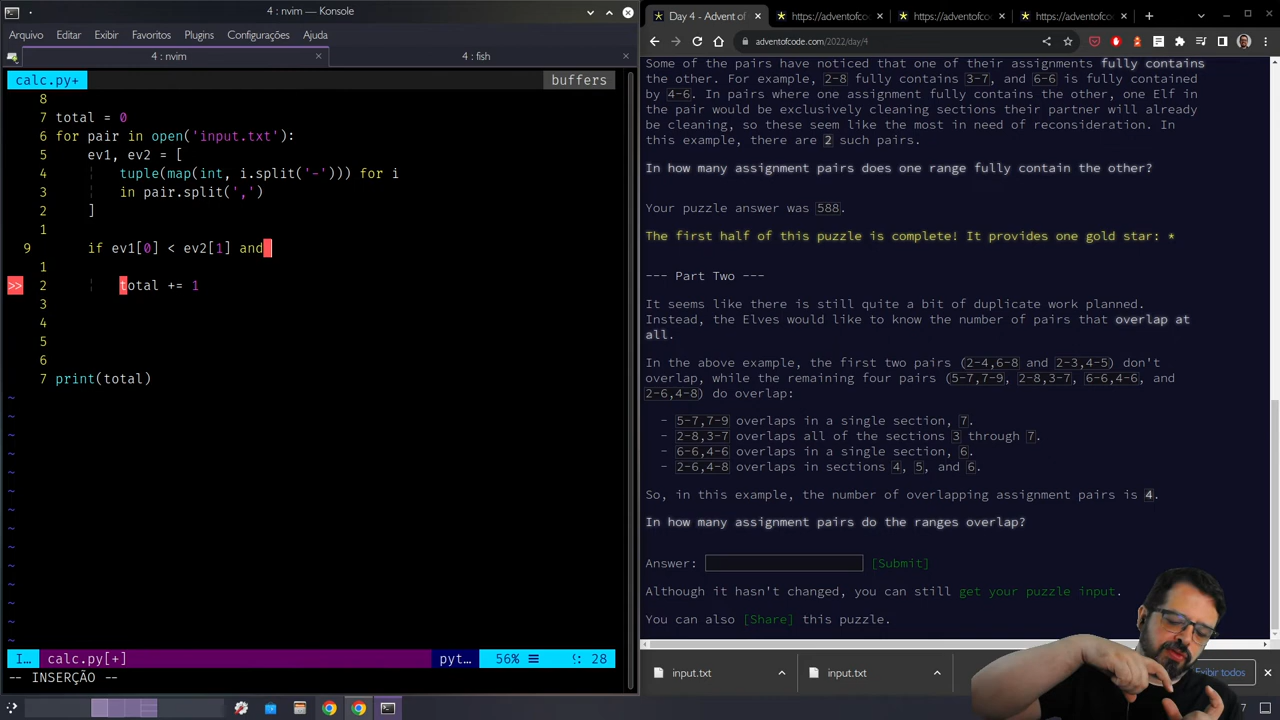 4 : nvim — Konsole
Arquivo Editar Exibir Favoritos Plugins Configurações Ajuda
4 : nvim
4 : fish
calc.py+
buffers
8
7 total = 0
6 for pair in open('input.txt'):
5 ev1, ev2 = [
4 tuple(map(int, i.split('-'))) for i
3 in pair.split(',')
2 ]
1
9 if ev1[0] < ev2[1] and
1
>> 2 total += 1
3
4
5
6
7 print(total)
~
~
~
~
~
~
~
~
~
~
~
~
~
~
I… calc.py[+] pyt… 56% : 28
-- INSERÇÃO --
Day 4 - Advent of
https://adventofcode
https://adventofcode
https://adventofcode
adventofcode.com/2022/day/4
Some of the pairs have noticed that one of their assignments fully contains
the other. For example, 2-8 fully contains 3-7, and 6-6 is fully contained
by 4-6. In pairs where one assignment fully contains the other, one Elf in
the pair would be exclusively cleaning sections their partner will already
be cleaning, so these seem like the most in need of reconsideration. In
this example, there are 2 such pairs.
In how many assignment pairs does one range fully contain the other?
Your puzzle answer was 588.
The first half of this puzzle is complete! It provides one gold star: *
--- Part Two ---
It seems like there is still quite a bit of duplicate work planned.
Instead, the Elves would like to know the number of pairs that overlap at
all.
In the above example, the first two pairs (2-4,6-8 and 2-3,4-5) don't
overlap, while the remaining four pairs (5-7,7-9, 2-8,3-7, 6-6,4-6, and
2-6,4-8) do overlap:
- 5-7,7-9 overlaps in a single section, 7.
- 2-8,3-7 overlaps all of the sections 3 through 7.
- 6-6,4-6 overlaps in a single section, 6.
- 2-6,4-8 overlaps in sections 4, 5, and 6.
So, in this example, the number of overlapping assignment pairs is 4.
In how many assignment pairs do the ranges overlap?
Answer: [Submit]
Although it hasn't changed, you can still get your puzzle input.
You can also [Share] this puzzle.
input.txt
input.txt
Exibir todos